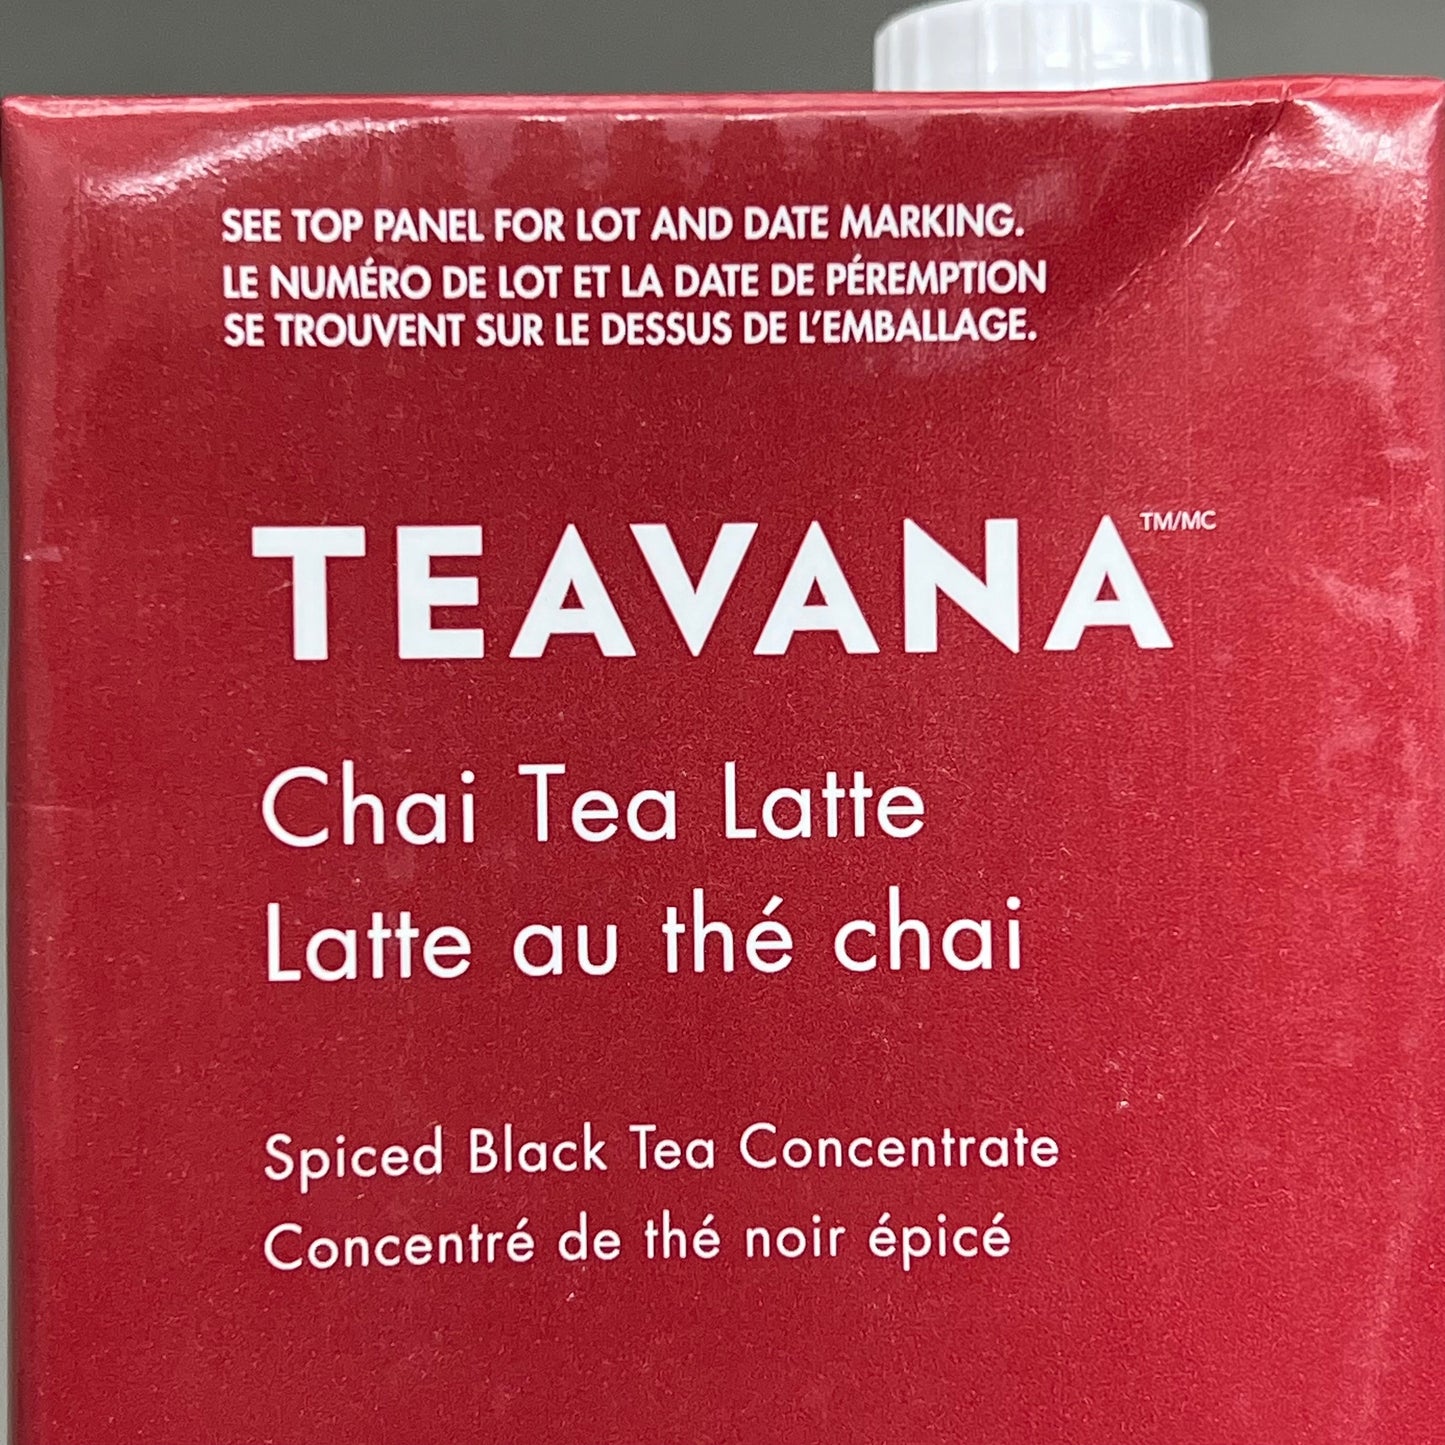 SEE TOP PANEL FOR LOT AND DATE MARKING.
LE NUMÉRO DE LOT ET LA DATE DE PÉREMPTION
SE TROUVENT SUR LE DESSUS DE L'EMBALLAGE.
TEAVANA™/MC
Chai Tea Latte
Latte au thé chai
Spiced Black Tea Concentrate
Concentré de thé noir épicé